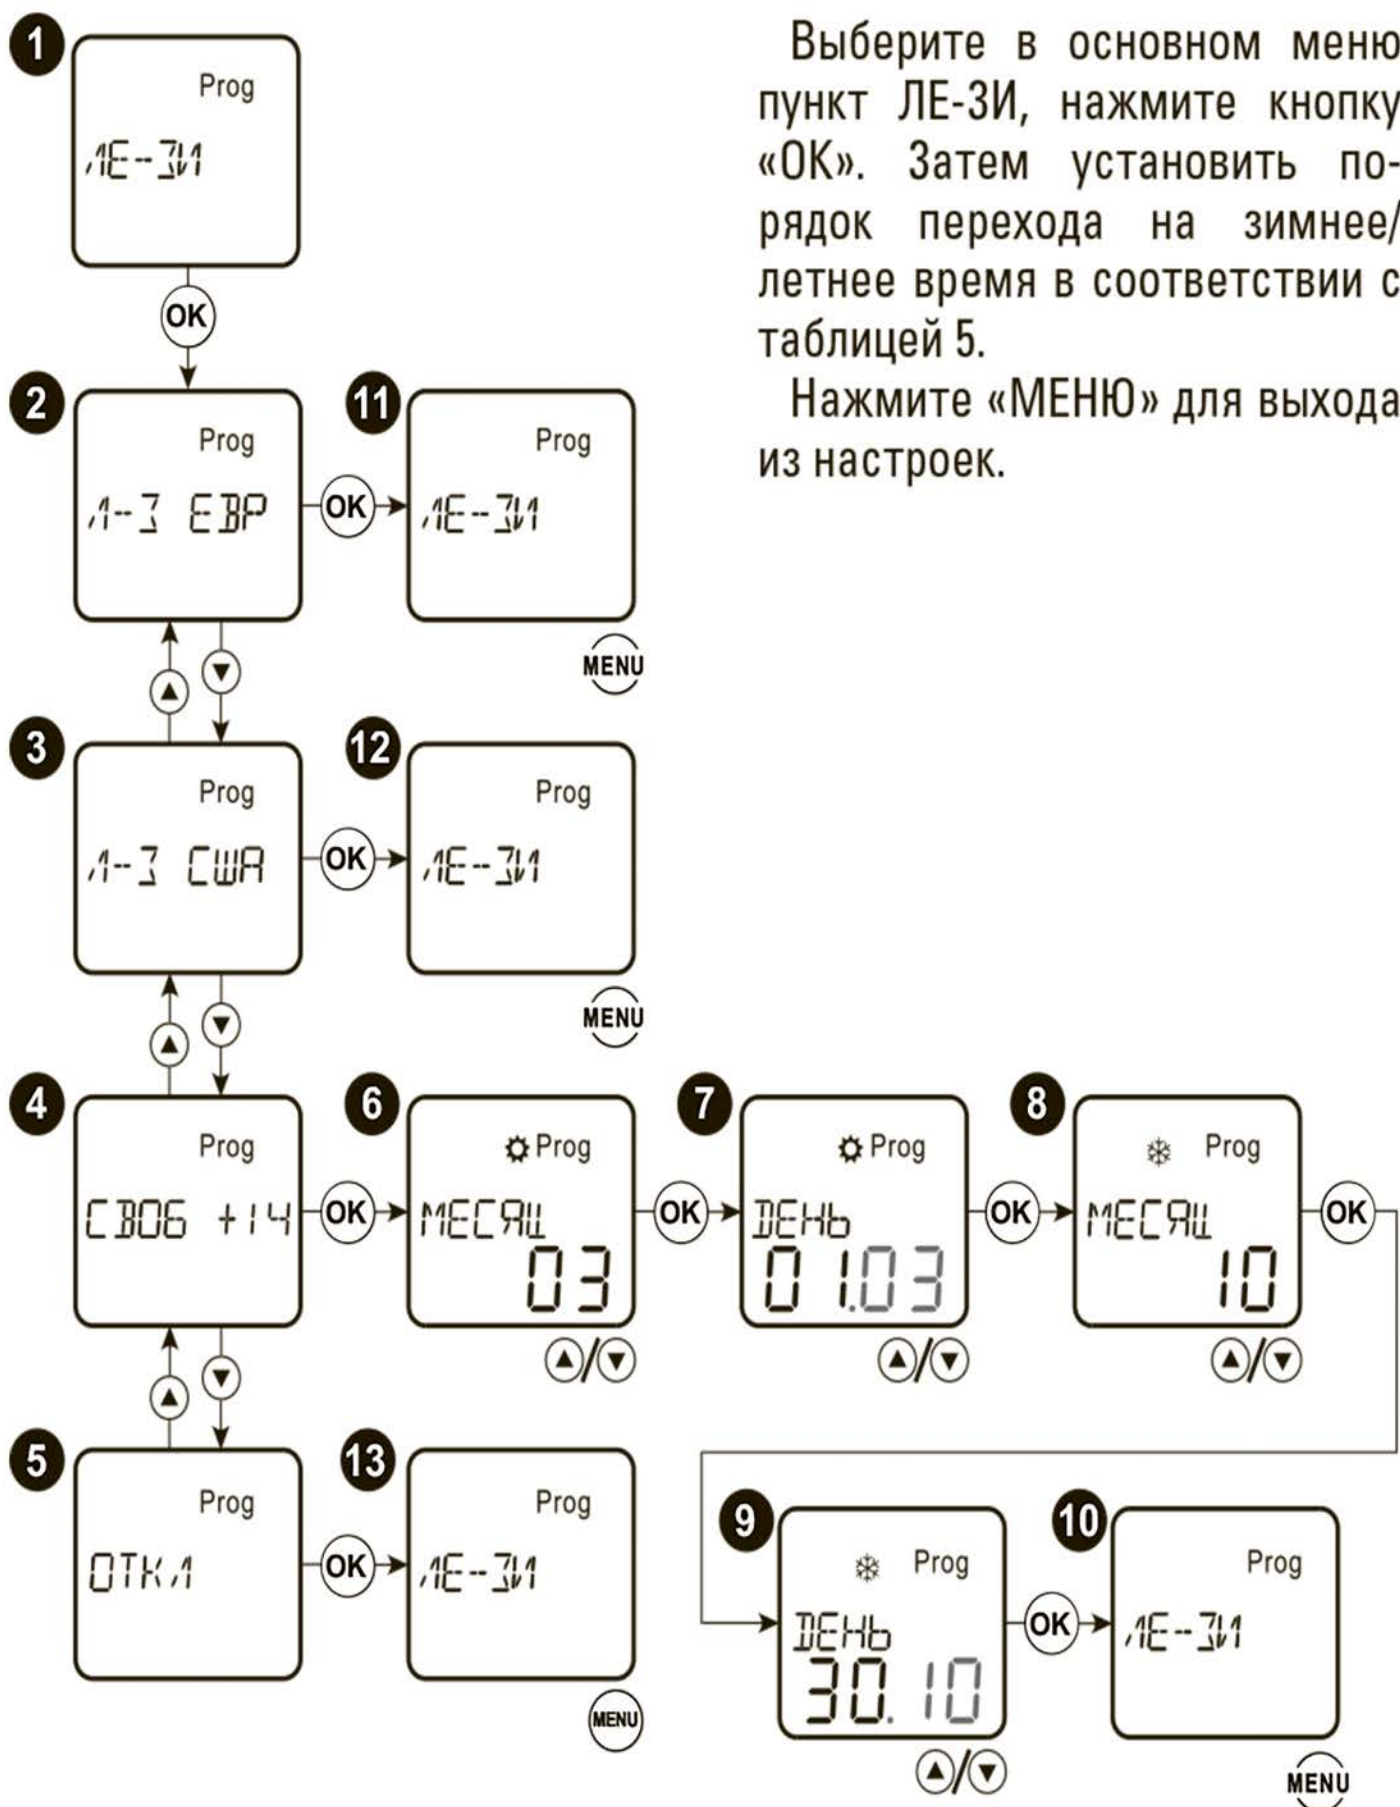 Выберите в основном меню
пункт ЛЕ-ЗИ, нажмите кнопку
«ОК». Затем установить по-
рядок перехода на зимнее/
летнее время в соответствии с
таблицей 5.
Нажмите «МЕНЮ» для выхода
из настроек.
1
Prog
ЛЕ-ЗИ
OK
2
Prog
Л-З ЕВР
OK
11
Prog
ЛЕ-ЗИ
MENU
3
Prog
Л-З США
OK
12
Prog
ЛЕ-ЗИ
MENU
4
Prog
СВОБ +14
OK
6
Prog
МЕСЯЦ
03
OK
7
Prog
ДЕНЬ
01.03
OK
8
Prog
МЕСЯЦ
10
OK
5
Prog
ОТКЛ
OK
13
Prog
ЛЕ-ЗИ
MENU
9
Prog
ДЕНЬ
30.10
OK
10
Prog
ЛЕ-ЗИ
MENU